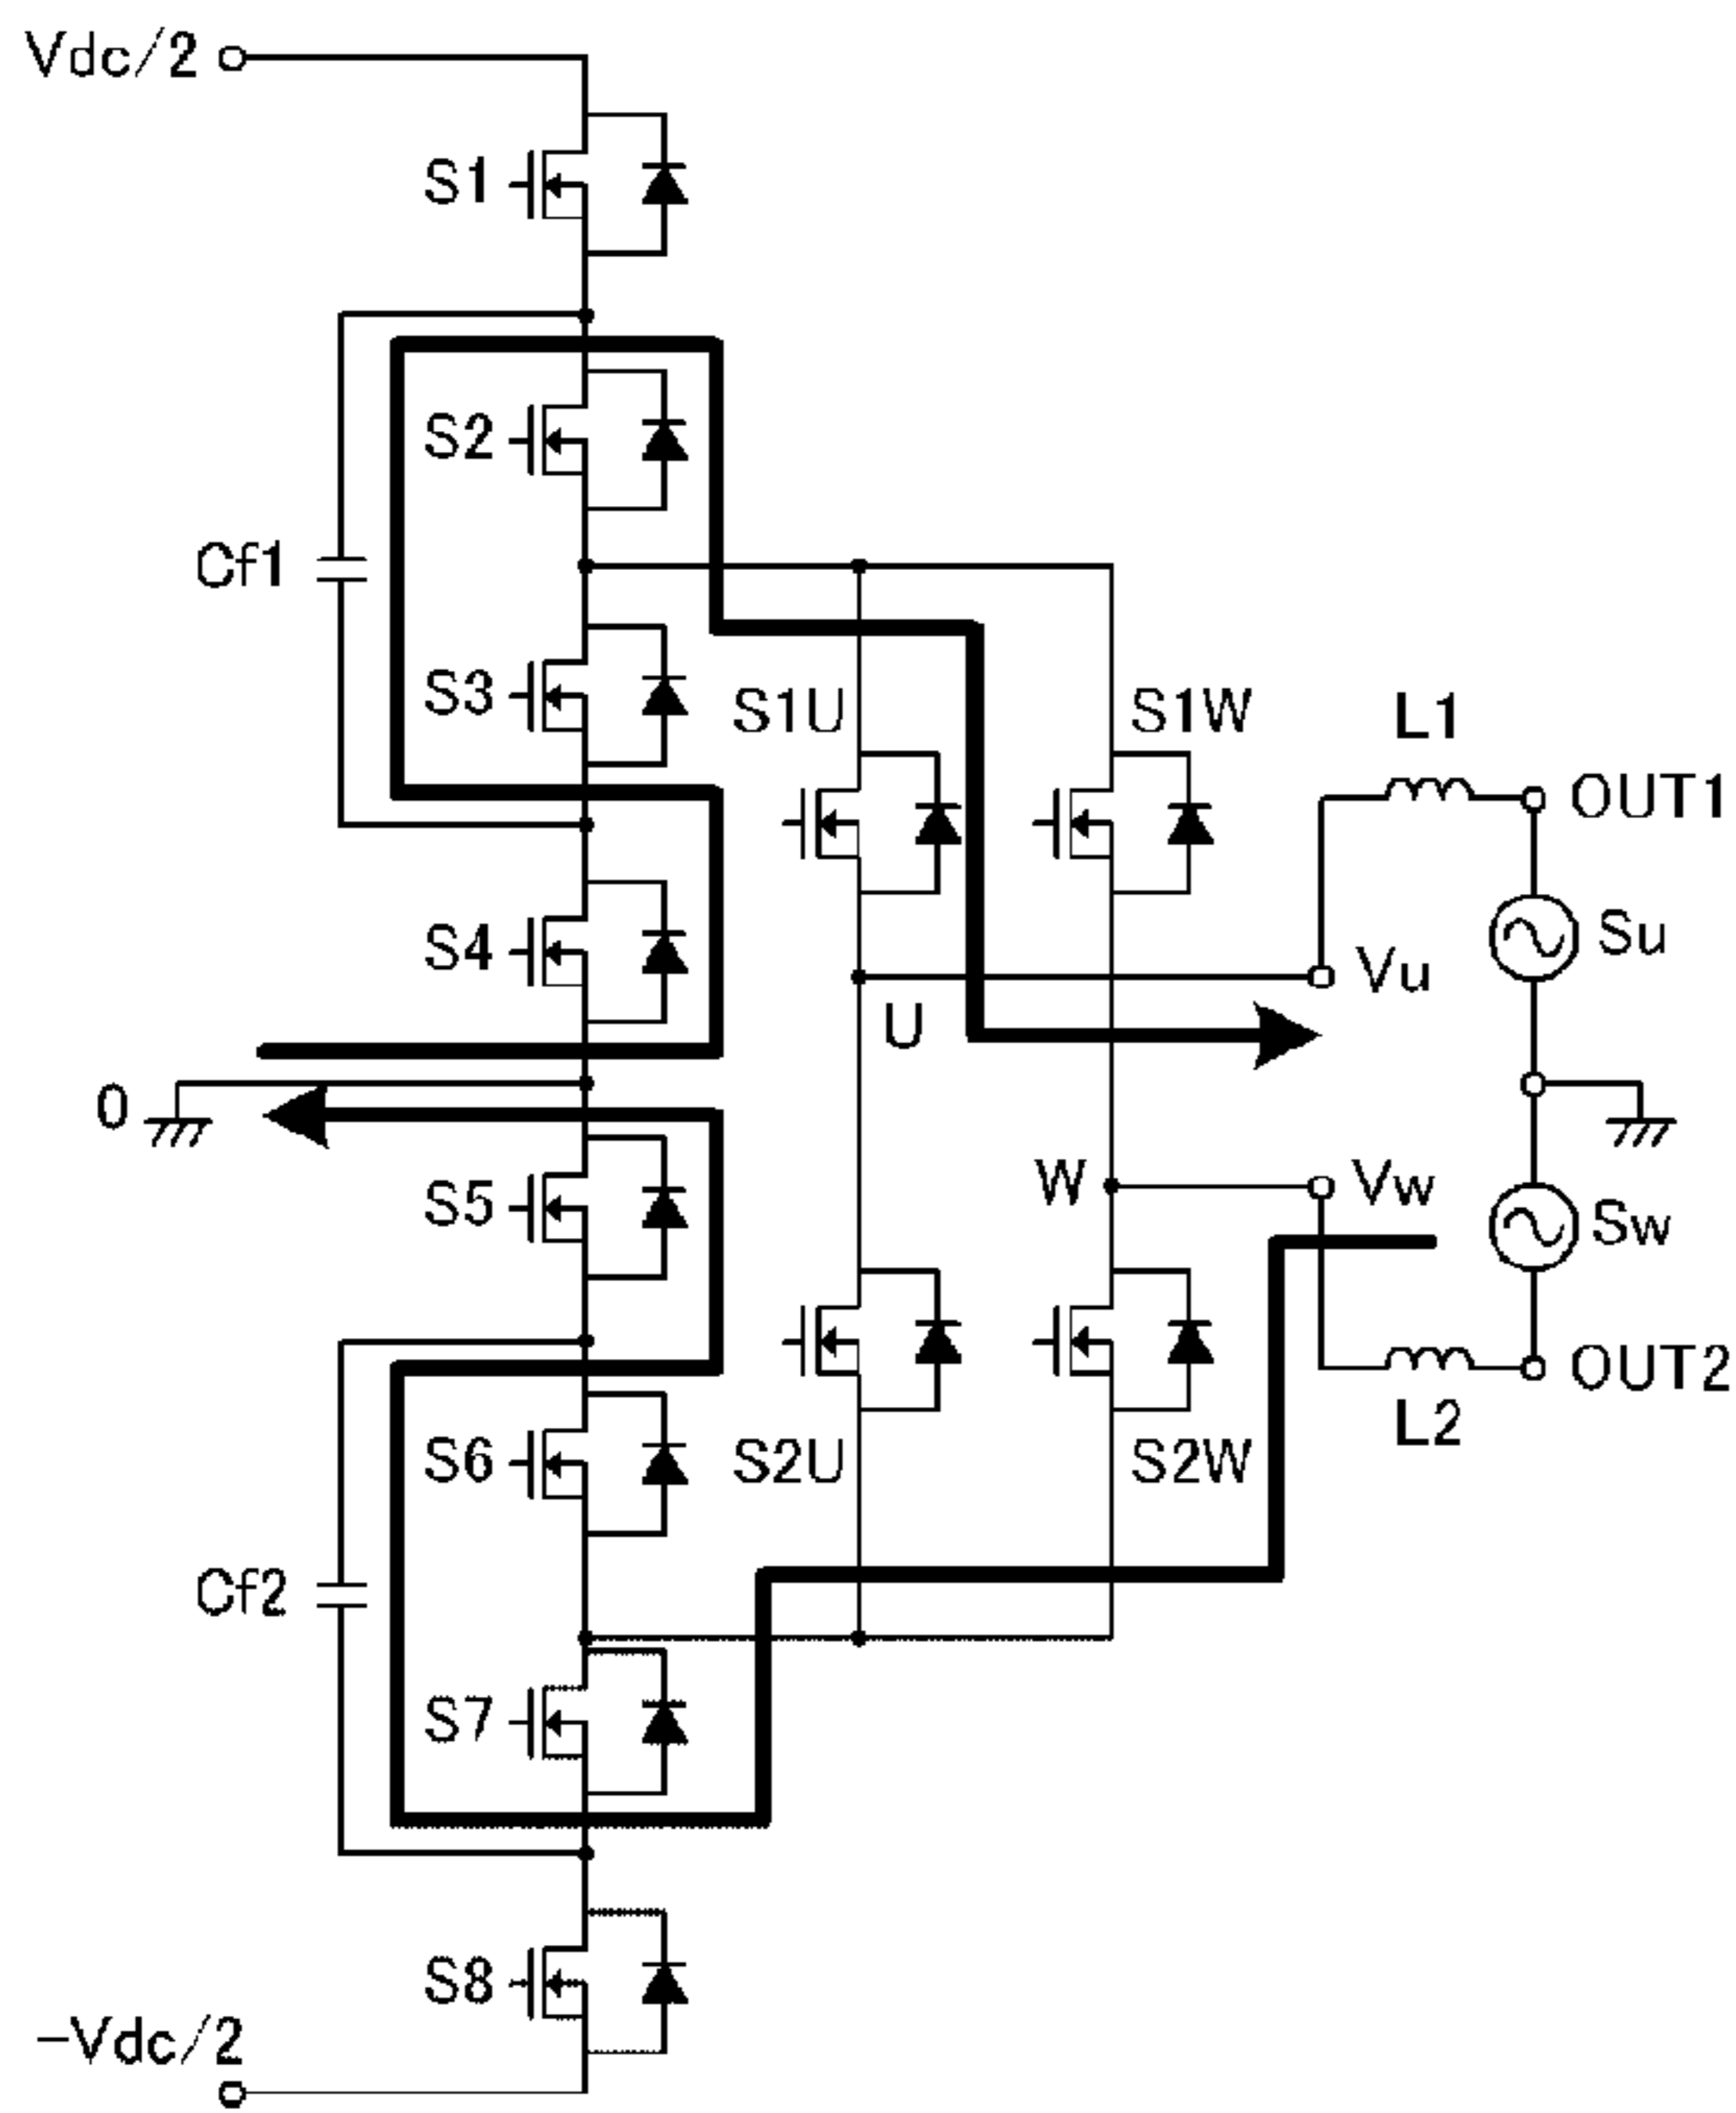 Vdc/2
S1
S2
Cf1
S3
S1U
S1W
L1
OUT1
S4
Su
Vu
U
0
W
Vw
S5
Sw
OUT2
L2
S6
S2U
S2W
Cf2
S7
S8
-Vdc/2